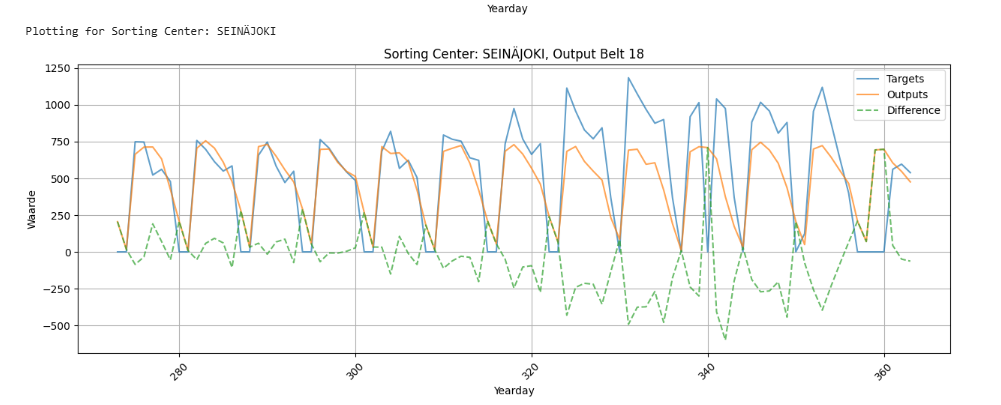 Yearday
Plotting for Sorting Center: SEINÄJOKI
Sorting Center: SEINÄJOKI, Output Belt 18
1250
1000
750
500
250
0
−250
−500
Waarde
Targets
Outputs
Difference
280
300
320
340
360
Yearday